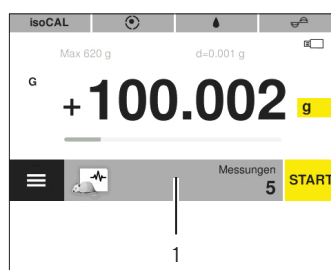 isoCAL
Max 620 g d=0.001 g
G
+100.002 g
Messungen
5
START
1